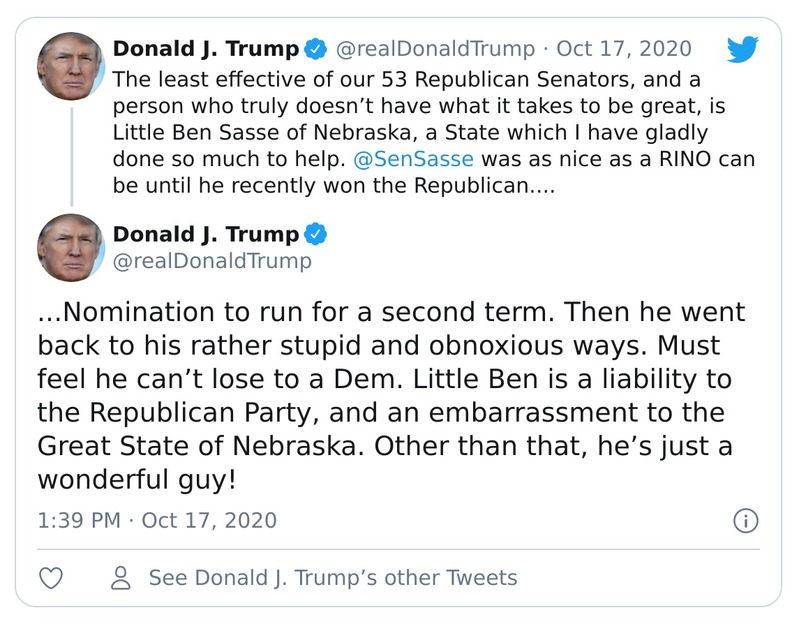 Donald J. Trump @realDonaldTrump · Oct 17, 2020
The least effective of our 53 Republican Senators, and a
person who truly doesn’t have what it takes to be great, is
Little Ben Sasse of Nebraska, a State which I have gladly
done so much to help. @SenSasse was as nice as a RINO can
be until he recently won the Republican....
Donald J. Trump
@realDonaldTrump
...Nomination to run for a second term. Then he went
back to his rather stupid and obnoxious ways. Must
feel he can’t lose to a Dem. Little Ben is a liability to
the Republican Party, and an embarrassment to the
Great State of Nebraska. Other than that, he’s just a
wonderful guy!
1:39 PM · Oct 17, 2020
See Donald J. Trump’s other Tweets